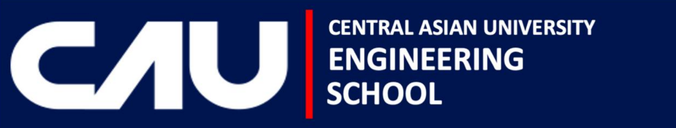 CAU
CENTRAL ASIAN UNIVERSITY
ENGINEERING
SCHOOL